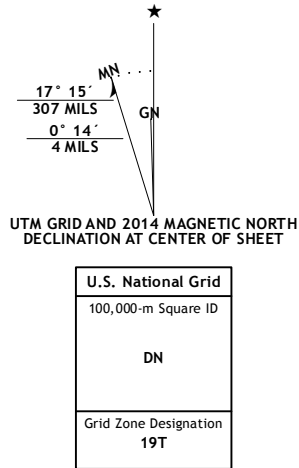 MN
17° 15´
307 MILS
GN
0° 14´
4 MILS
UTM GRID AND 2014 MAGNETIC NORTH
DECLINATION AT CENTER OF SHEET
U.S. National Grid
100,000-m Square ID
DN
Grid Zone Designation
19T